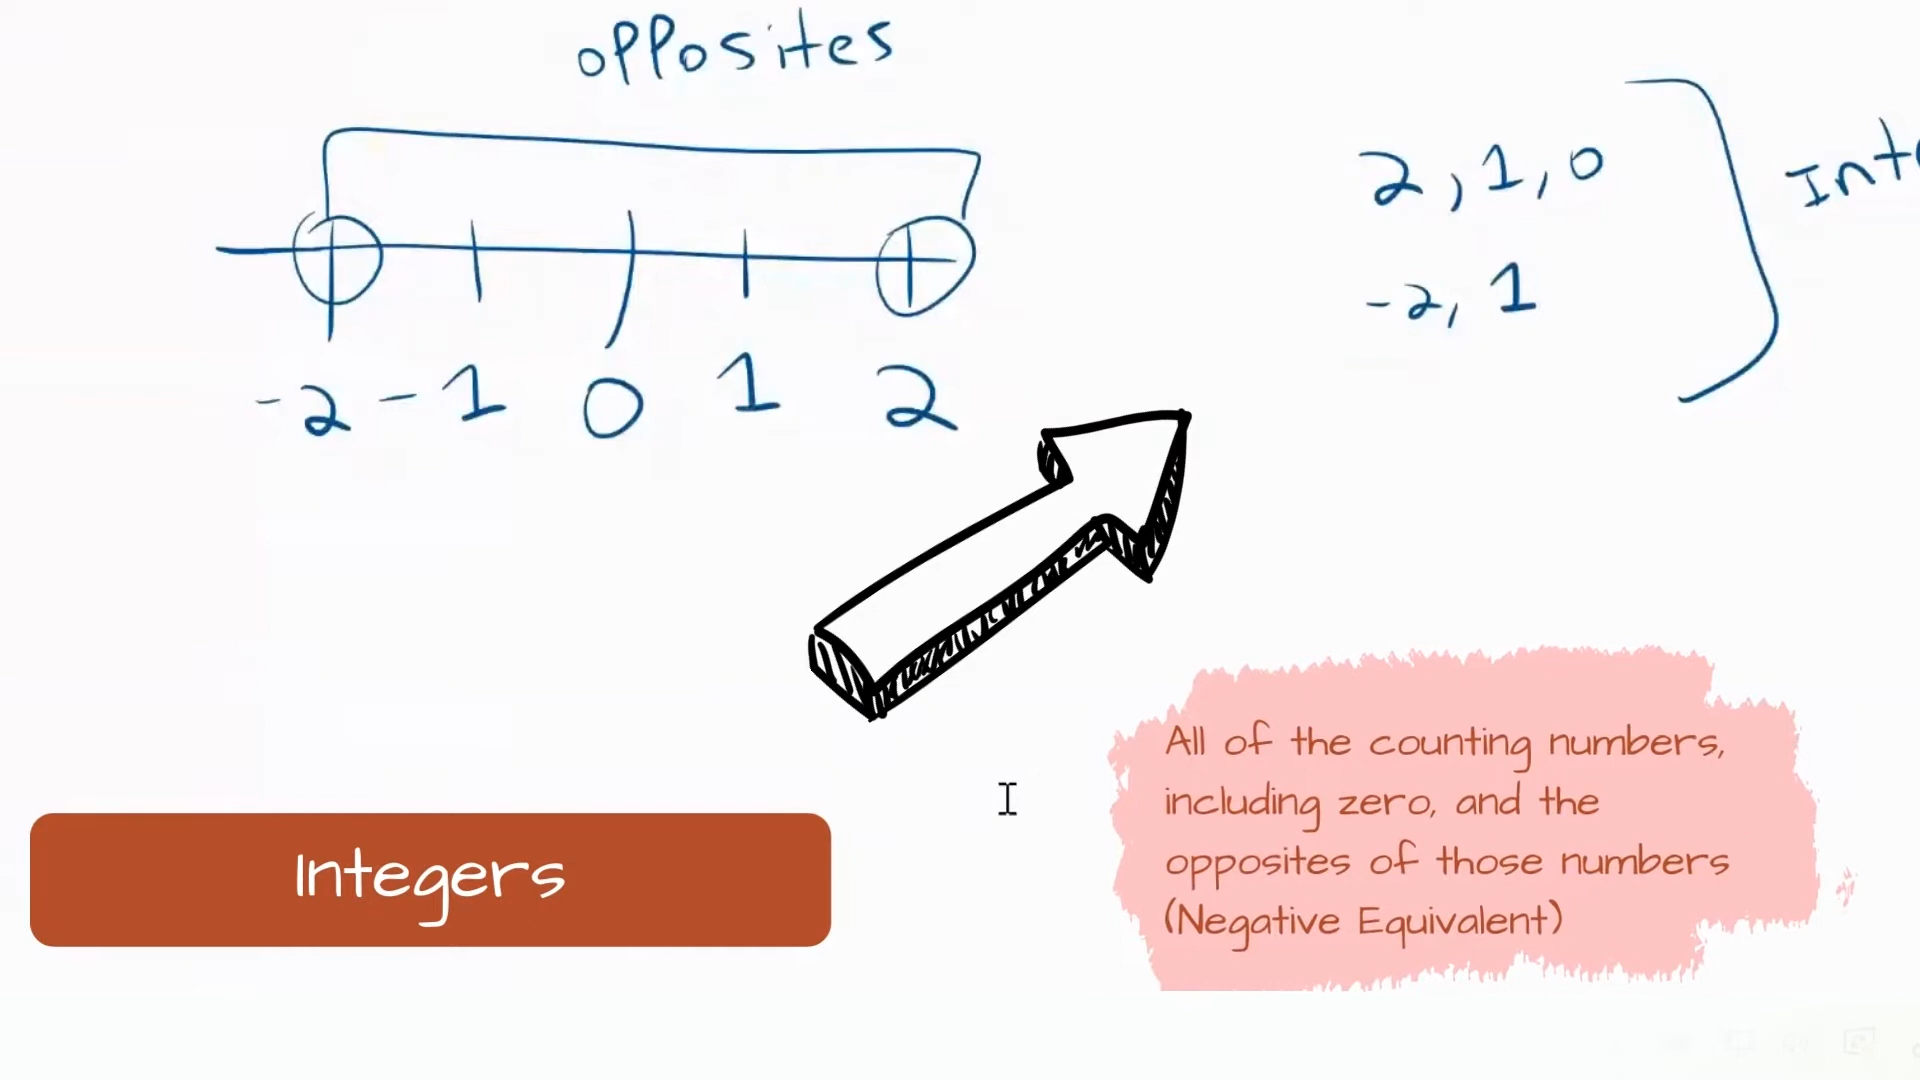 opposites
2, 1, 0
-2, 1
-2 -1 0 1 2
All of the counting numbers,
including zero, and the
opposites of those numbers
(Negative Equivalent)
Integers